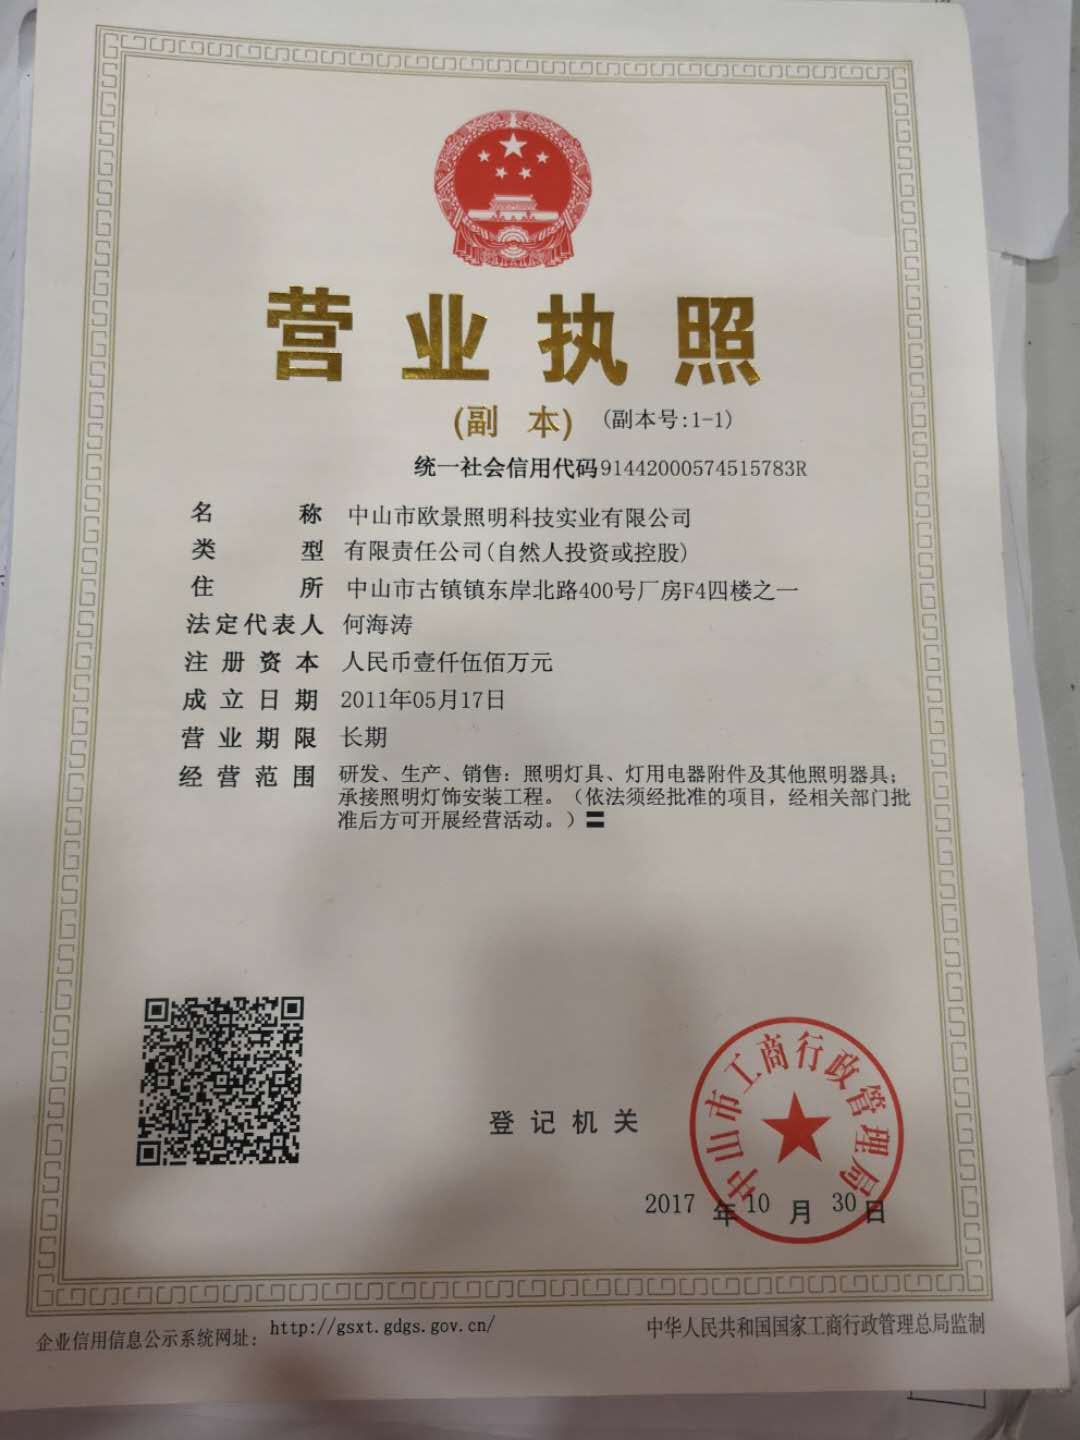 营业执照
(副 本) (副本号:1-1)
统一社会信用代码91442000574515783R
名 称 中山市欧景照明科技实业有限公司
类 型 有限责任公司(自然人投资或控股)
住 所 中山市古镇镇东岸北路400号厂房F4四楼之一
法定代表人 何海涛
注册资本 人民币壹仟伍佰万元
成立日期 2011年05月17日
营业期限 长期
经营范围 研发、生产、销售：照明灯具、灯用电器附件及其他照明器具；
承接照明灯饰安装工程。（依法须经批准的项目，经相关部门批
准后方可开展经营活动。）〓
登记机关
中山市工商行政管理局
2017 年 10 月 30 日
企业信用信息公示系统网址： http://gsxt.gdgs.gov.cn/
中华人民共和国国家工商行政管理总局监制